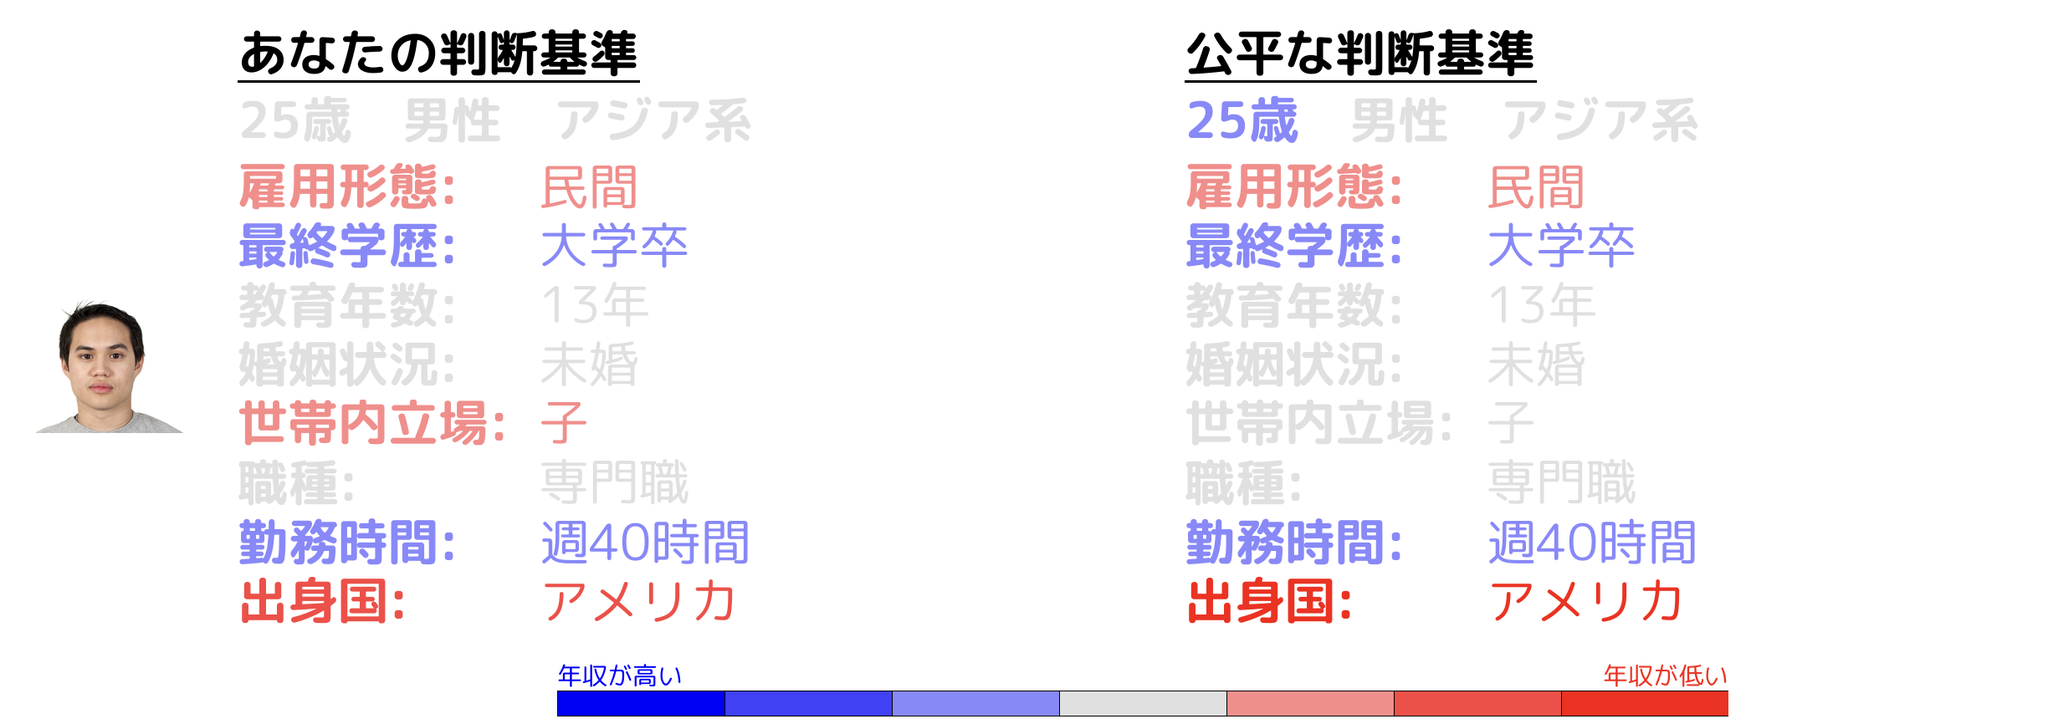 あなたの判断基準
25歳 男性 アジア系
雇用形態: 民間
最終学歴: 大学卒
教育年数: 13年
婚姻状況: 未婚
世帯内立場: 子
職種: 専門職
勤務時間: 週40時間
出身国: アメリカ
公平な判断基準
25歳 男性 アジア系
雇用形態: 民間
最終学歴: 大学卒
教育年数: 13年
婚姻状況: 未婚
世帯内立場: 子
職種: 専門職
勤務時間: 週40時間
出身国: アメリカ
年収が高い
年収が低い